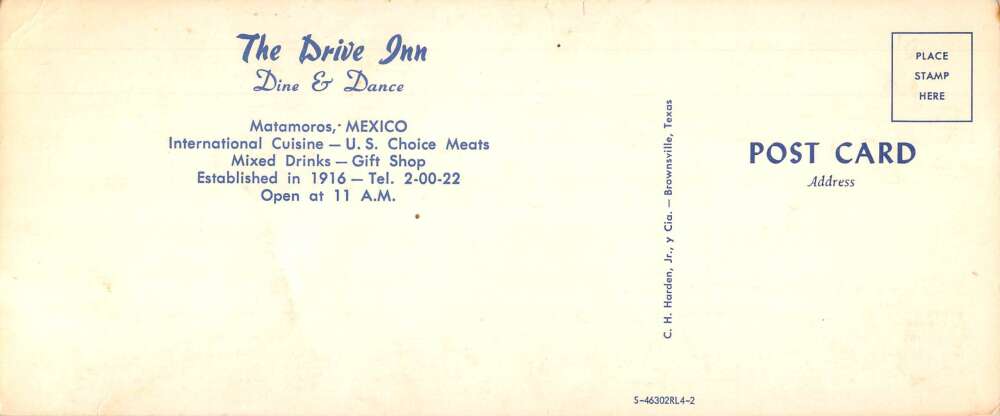 The Drive Inn
Dine & Dance
Matamoros, MEXICO
International Cuisine — U. S. Choice Meats
Mixed Drinks — Gift Shop
Established in 1916 — Tel. 2-00-22
Open at 11 A.M.
C. H. Harden, Jr., y Cia. — Brownsville, Texas
S-46302RL4-2
PLACE
STAMP
HERE
POST CARD
Address